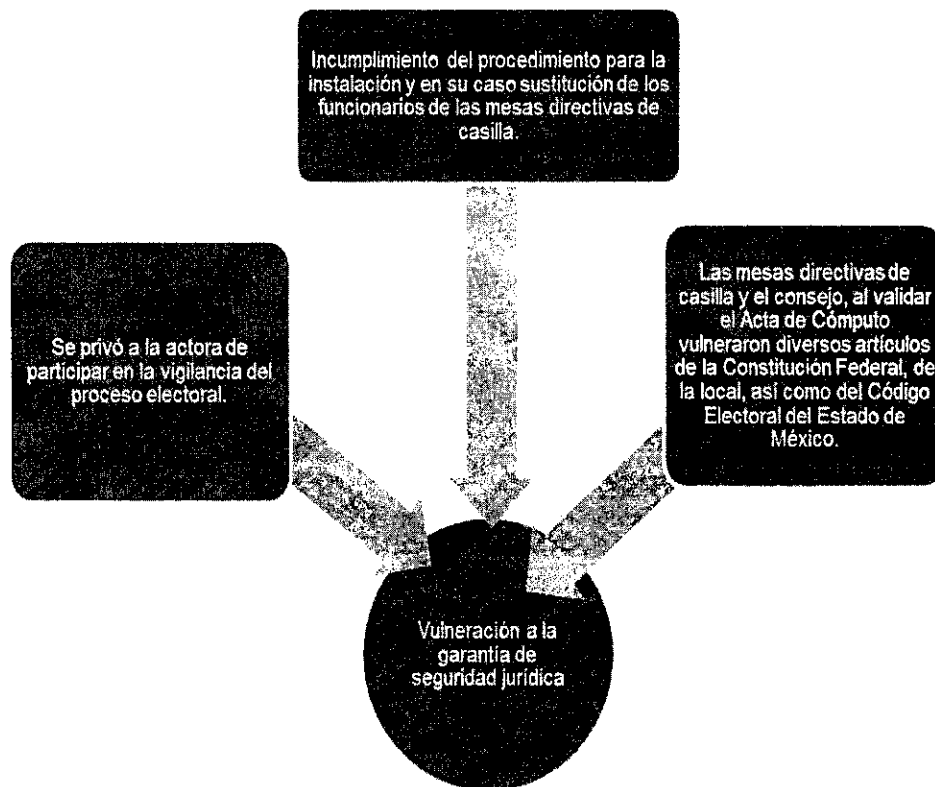 Incumplimiento del procedimiento para la
instalación y en su caso sustitución de los
funcionarios de las mesas directivas de
casilla.
Se privó a la actora de
participar en la vigilancia del
proceso electoral.
Las mesas directivas de
casilla y el consejo, al validar
el Acta de Cómputo
vulneraron diversos artículos
de la Constitución Federal, de
la local, así como del Código
Electoral del Estado de
México.
Vulneración a la
garantía de
seguridad jurídica